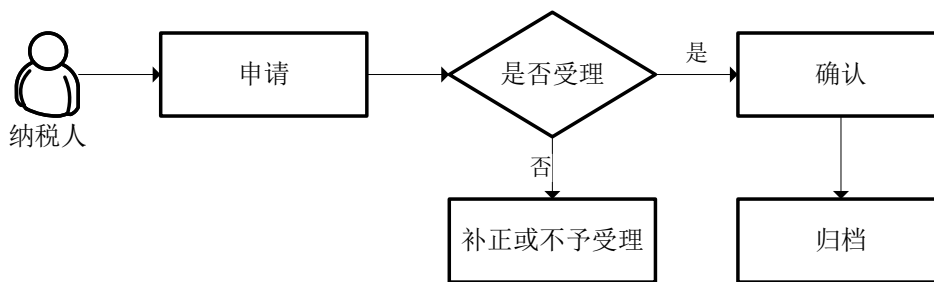 纳税人
申请
是否受理
是
确认
否
补正或不予受理
归档